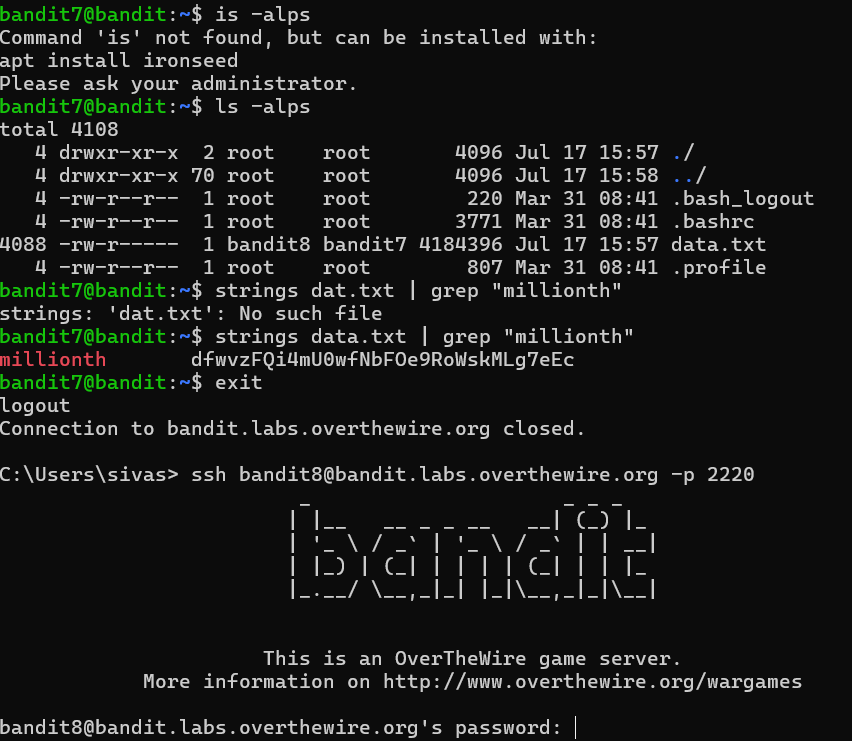 bandit7@bandit:~$ is -alps
Command 'is' not found, but can be installed with:
apt install ironseed
Please ask your administrator.
bandit7@bandit:~$ ls -alps
total 4108
   4 drwxr-xr-x  2 root    root       4096 Jul 17 15:57 ./
   4 drwxr-xr-x 70 root    root       4096 Jul 17 15:58 ../
   4 -rw-r--r--  1 root    root        220 Mar 31 08:41 .bash_logout
   4 -rw-r--r--  1 root    root       3771 Mar 31 08:41 .bashrc
4088 -rw-r-----  1 bandit8 bandit7 4184396 Jul 17 15:57 data.txt
   4 -rw-r--r--  1 root    root        807 Mar 31 08:41 .profile
bandit7@bandit:~$ strings dat.txt | grep "millionth"
strings: 'dat.txt': No such file
bandit7@bandit:~$ strings data.txt | grep "millionth"
millionth       dfwvzFQi4mU0wfNbFOe9RoWskMLg7eEc
bandit7@bandit:~$ exit
logout
Connection to bandit.labs.overthewire.org closed.
C:\Users\sivas> ssh bandit8@bandit.labs.overthewire.org -p 2220
bandit
This is an OverTheWire game server.
More information on http://www.overthewire.org/wargames
bandit8@bandit.labs.overthewire.org's password: